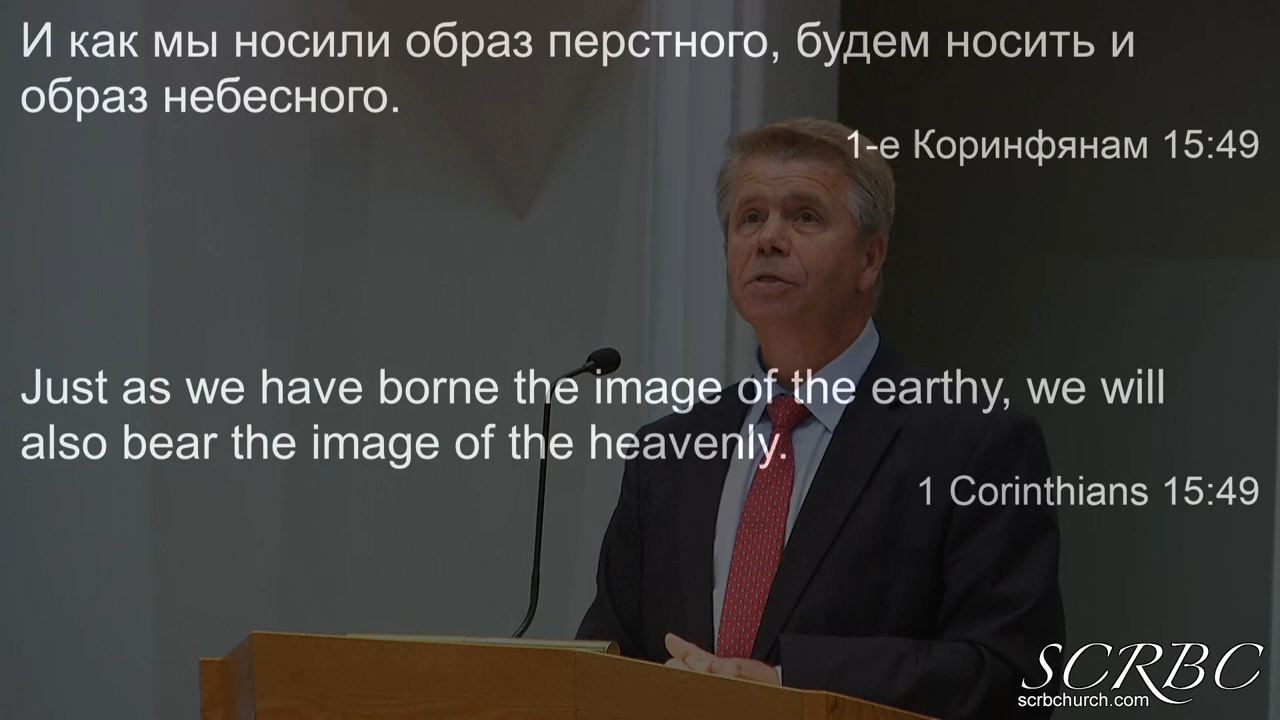 И как мы носили образ перстного, будем носить и
образ небесного.
1-е Коринфянам 15:49
Just as we have borne the image of the earthy, we will
also bear the image of the heavenly.
1 Corinthians 15:49
SCRBC
scrbchurch.com